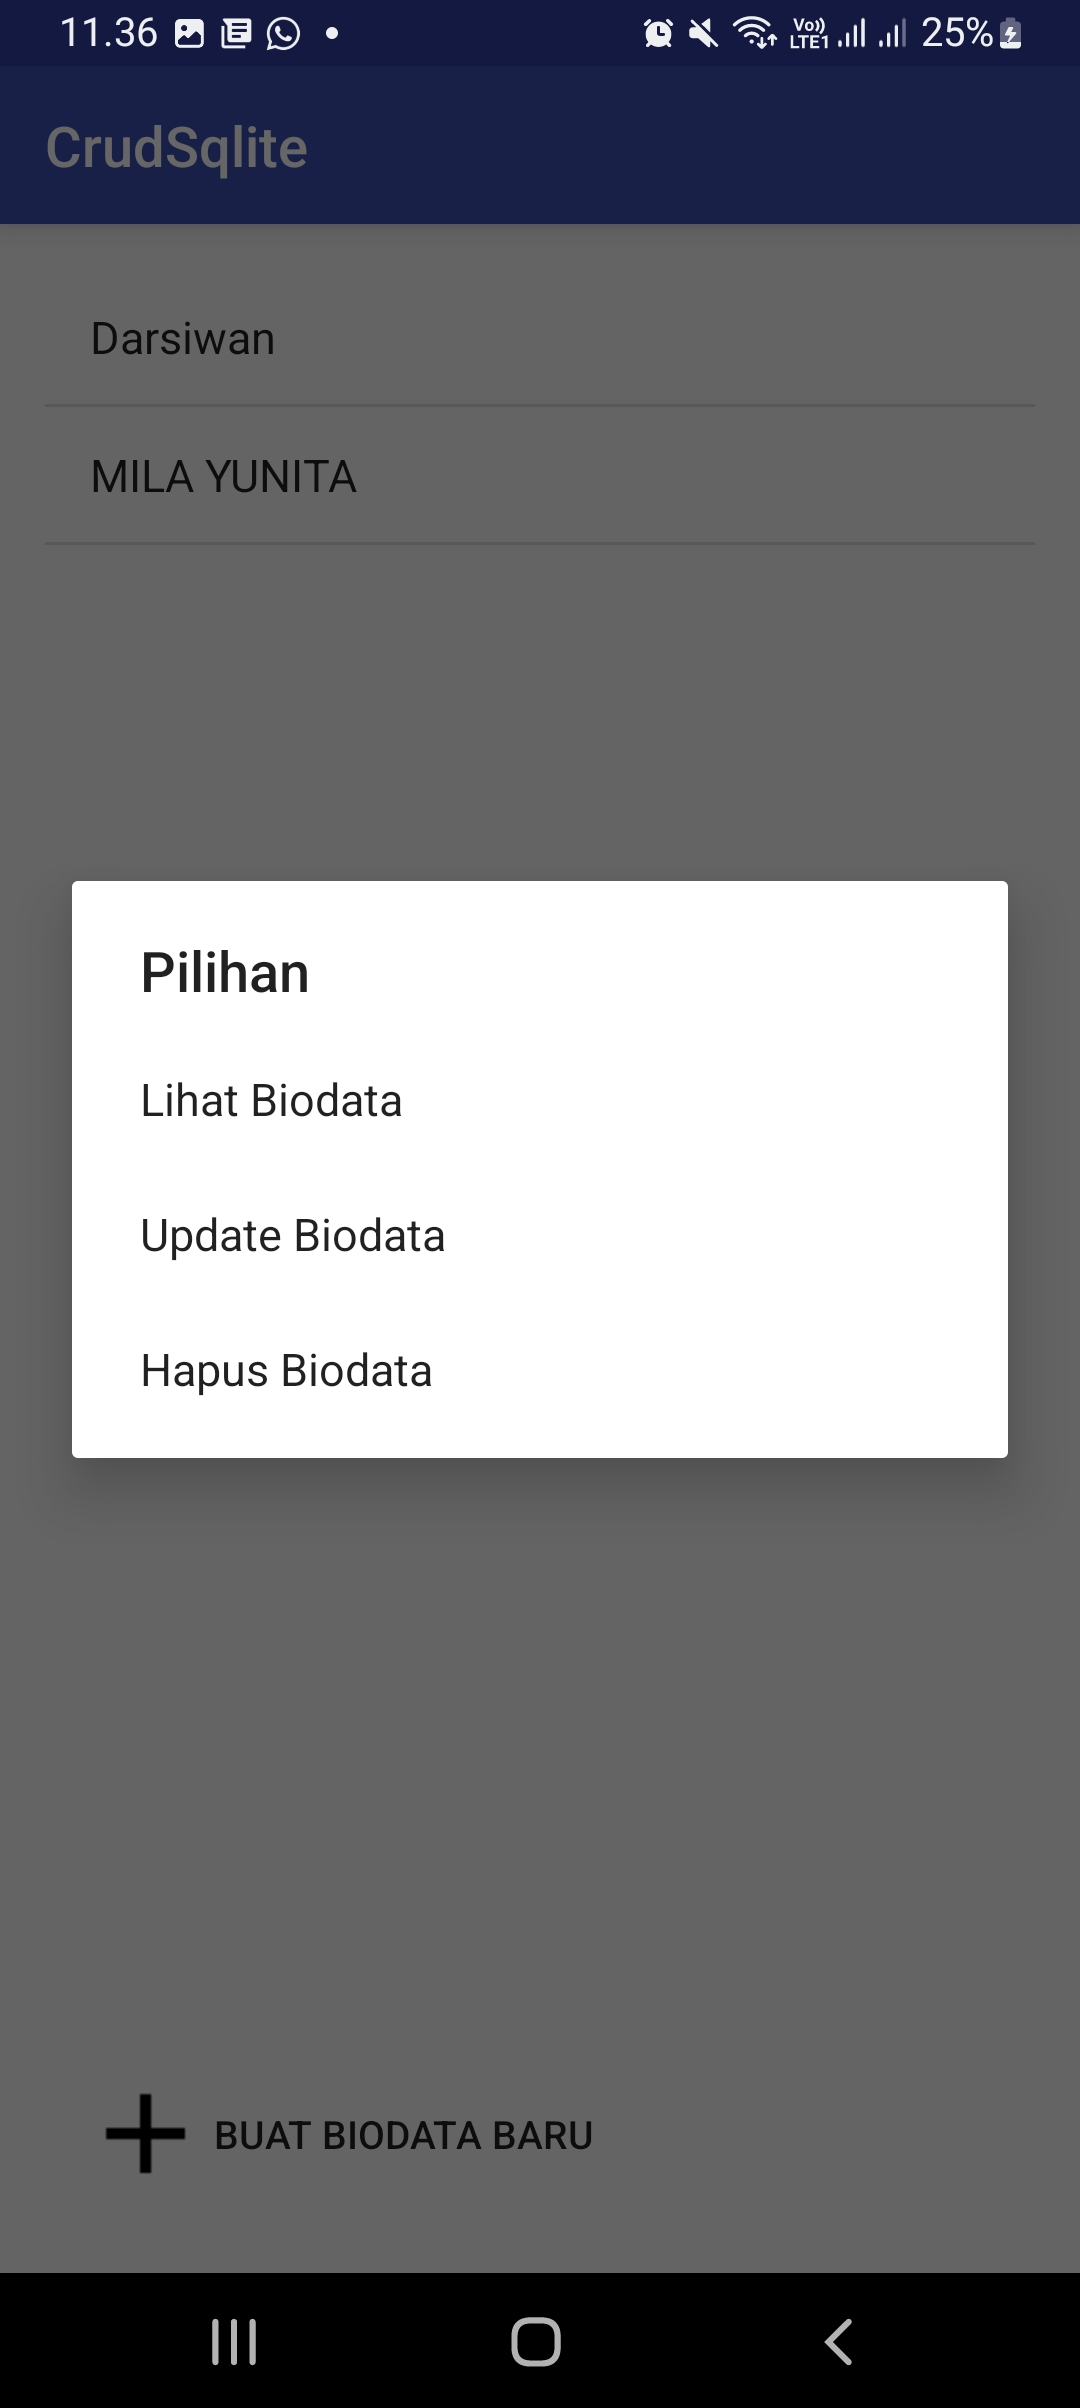 11.36 Vo)) LTE1 25%
CrudSqlite
Darsiwan
MILA YUNITA
Pilihan
Lihat Biodata
Update Biodata
Hapus Biodata
BUAT BIODATA BARU